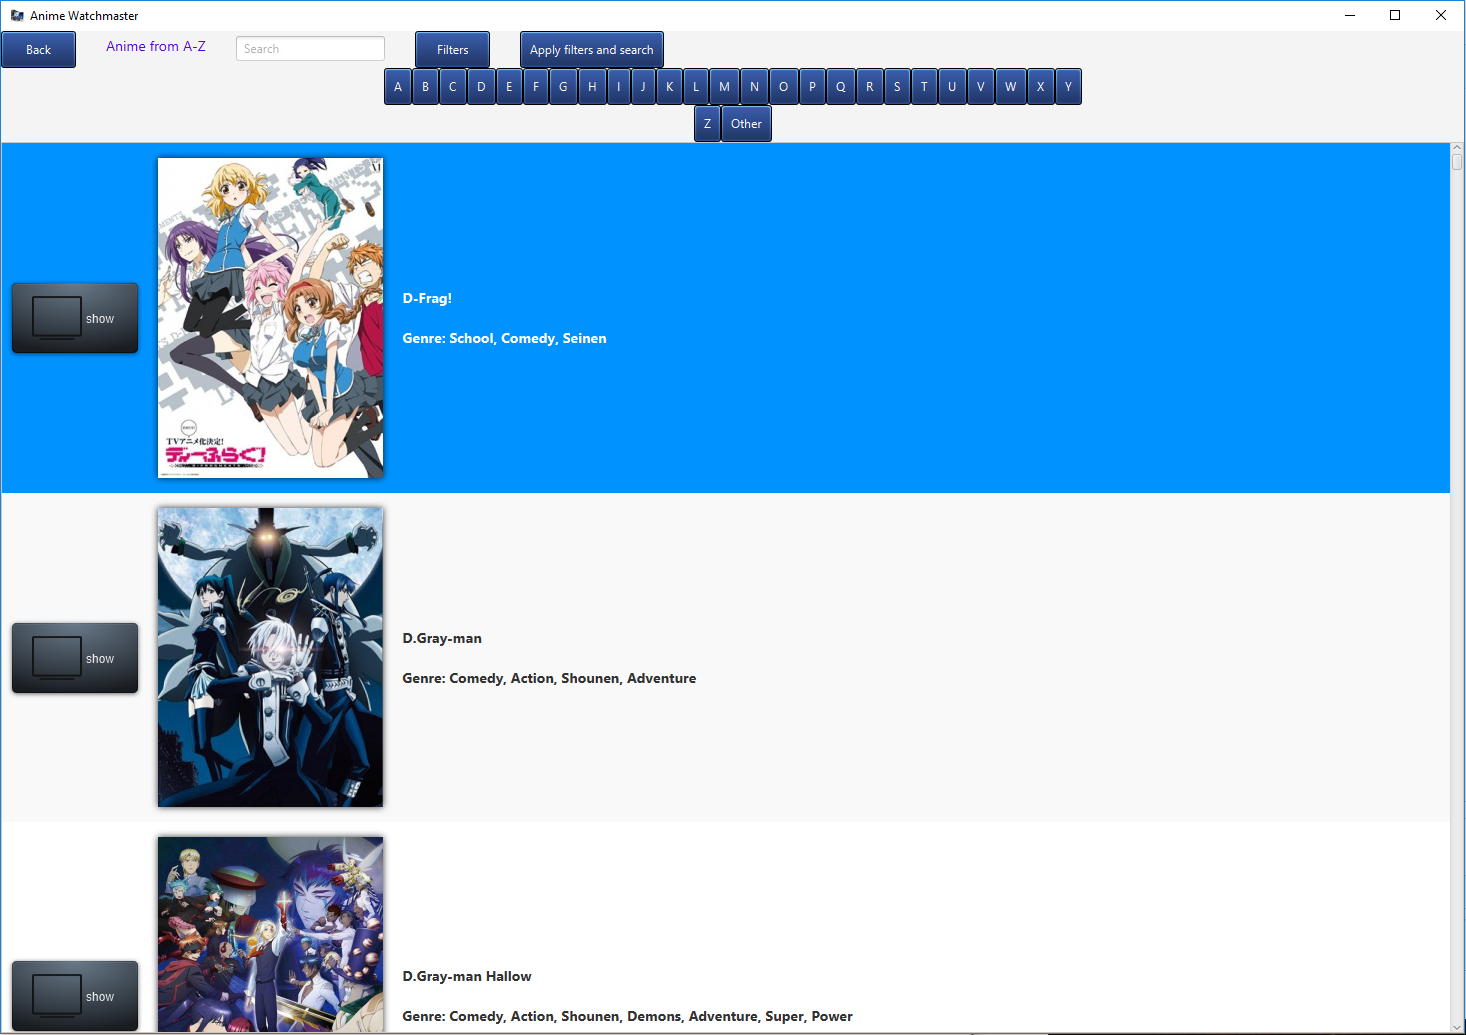 Anime Watchmaster
Back
Anime from A-Z
Search
Filters
Apply filters and search
A B C D E F G H I J K L M N O P Q R S T U V W X Y
Z Other
show
TVアニメ化決定!
でぃーふらぐ!
D-Frag!
Genre: School, Comedy, Seinen
show
D.Gray-man
Genre: Comedy, Action, Shounen, Adventure
show
D.Gray-man Hallow
Genre: Comedy, Action, Shounen, Demons, Adventure, Super, Power